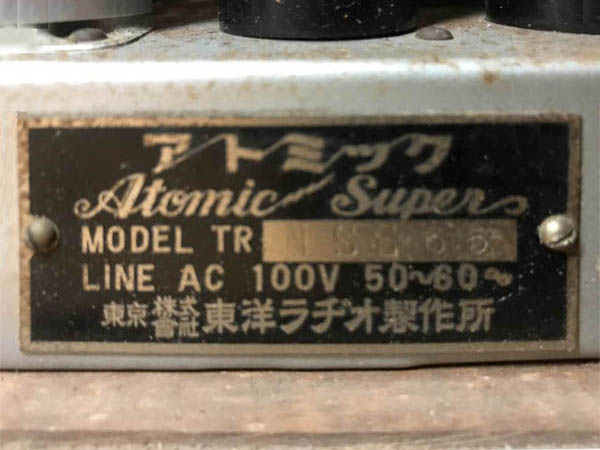 アトミック
Atomic Super
MODEL TR
LINE AC 100V 50~60~
東京 株式會社 東洋ラヂオ製作所